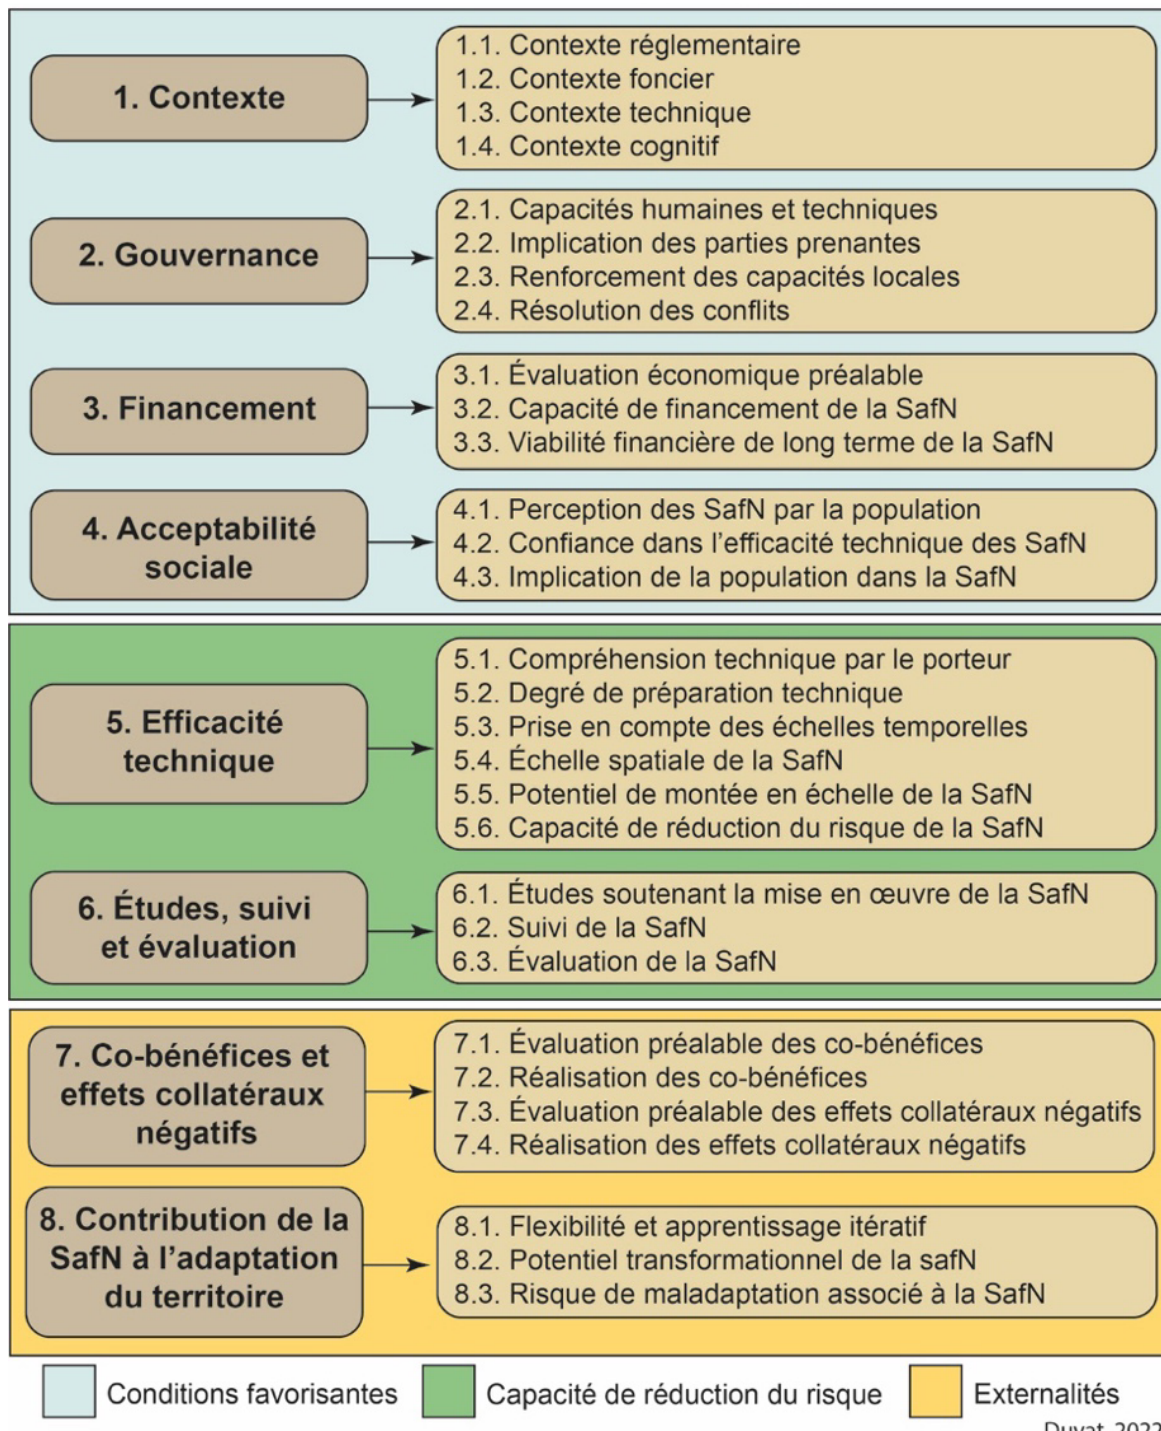 1. Contexte
1.1. Contexte réglementaire
1.2. Contexte foncier
1.3. Contexte technique
1.4. Contexte cognitif
2. Gouvernance
2.1. Capacités humaines et techniques
2.2. Implication des parties prenantes
2.3. Renforcement des capacités locales
2.4. Résolution des conflits
3. Financement
3.1. Évaluation économique préalable
3.2. Capacité de financement de la SafN
3.3. Viabilité financière de long terme de la SafN
4. Acceptabilité
sociale
4.1. Perception des SafN par la population
4.2. Confiance dans l’efficacité technique des SafN
4.3. Implication de la population dans la SafN
5. Efficacité
technique
5.1. Compréhension technique par le porteur
5.2. Degré de préparation technique
5.3. Prise en compte des échelles temporelles
5.4. Échelle spatiale de la SafN
5.5. Potentiel de montée en échelle de la SafN
5.6. Capacité de réduction du risque de la SafN
6. Études, suivi
et évaluation
6.1. Études soutenant la mise en œuvre de la SafN
6.2. Suivi de la SafN
6.3. Évaluation de la SafN
7. Co-bénéfices et
effets collatéraux
négatifs
7.1. Évaluation préalable des co-bénéfices
7.2. Réalisation des co-bénéfices
7.3. Évaluation préalable des effets collatéraux négatifs
7.4. Réalisation des effets collatéraux négatifs
8. Contribution de la
SafN à l’adaptation
du territoire
8.1. Flexibilité et apprentissage itératif
8.2. Potentiel transformationnel de la safN
8.3. Risque de maladaptation associé à la SafN
Conditions favorisantes
Capacité de réduction du risque
Externalités
Duvat, 2022